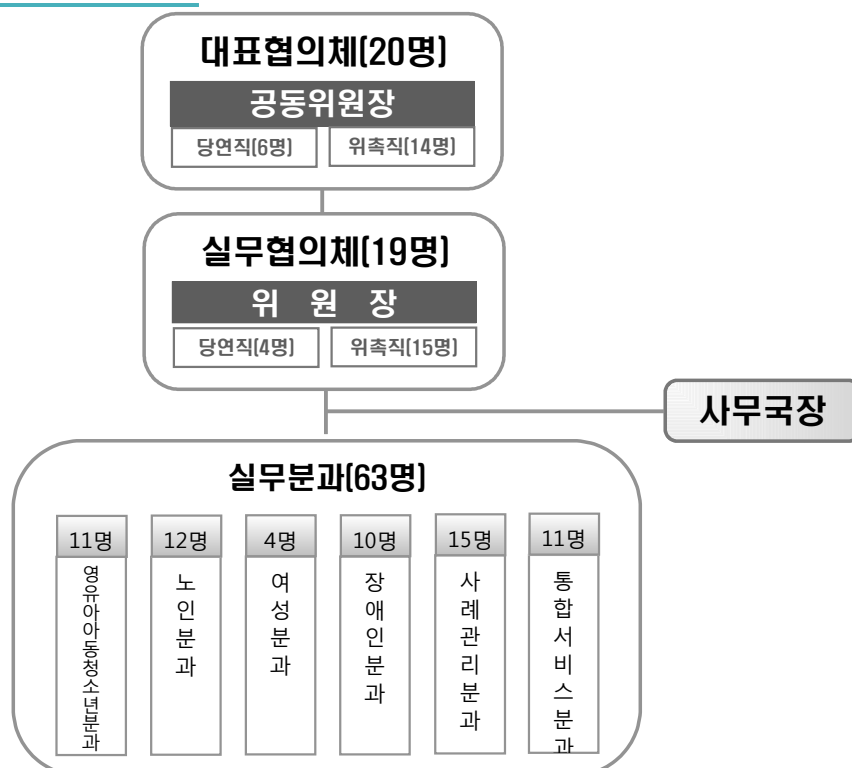 대표협의체(20명)
공동위원장
당연직(6명) 위촉직(14명)
실무협의체(19명)
위 원 장
당연직(4명) 위촉직(15명)
사무국장
실무분과(63명)
11명 12명 4명 10명 15명 11명
영유아아동청소년분과
노인분과
여성분과
장애인분과
사례관리분과
통합서비스분과